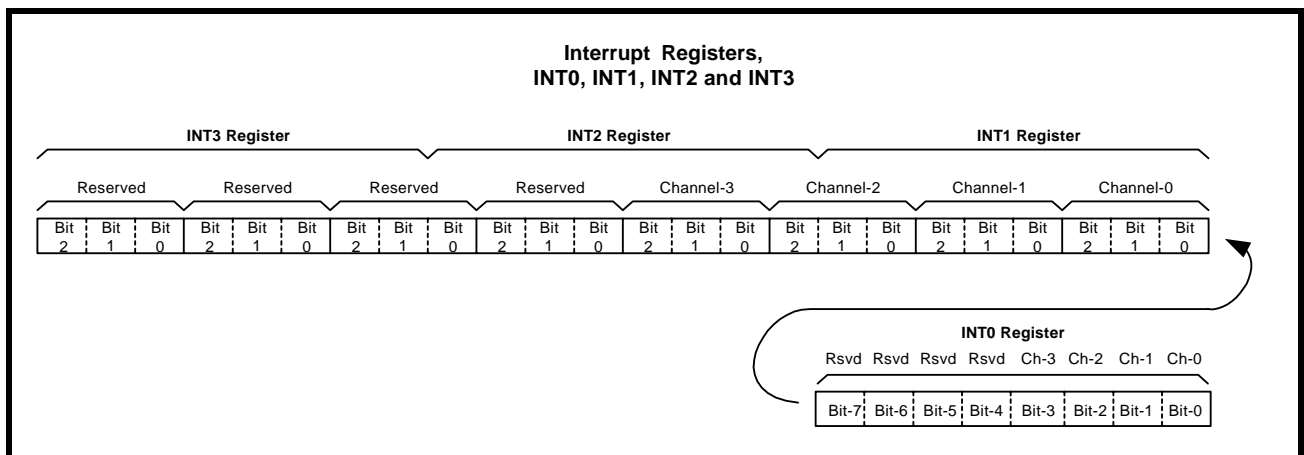 Interrupt Registers,
INT0, INT1, INT2 and INT3
INT3 Register INT2 Register INT1 Register
Reserved Reserved Reserved Reserved Channel-3 Channel-2 Channel-1 Channel-0
Bit Bit Bit Bit Bit Bit Bit Bit Bit Bit Bit Bit Bit Bit Bit Bit Bit Bit Bit Bit Bit Bit Bit Bit
2 1 0 2 1 0 2 1 0 2 1 0 2 1 0 2 1 0 2 1 0 2 1 0
INT0 Register
Rsvd Rsvd Rsvd Rsvd Ch-3 Ch-2 Ch-1 Ch-0
Bit-7 Bit-6 Bit-5 Bit-4 Bit-3 Bit-2 Bit-1 Bit-0